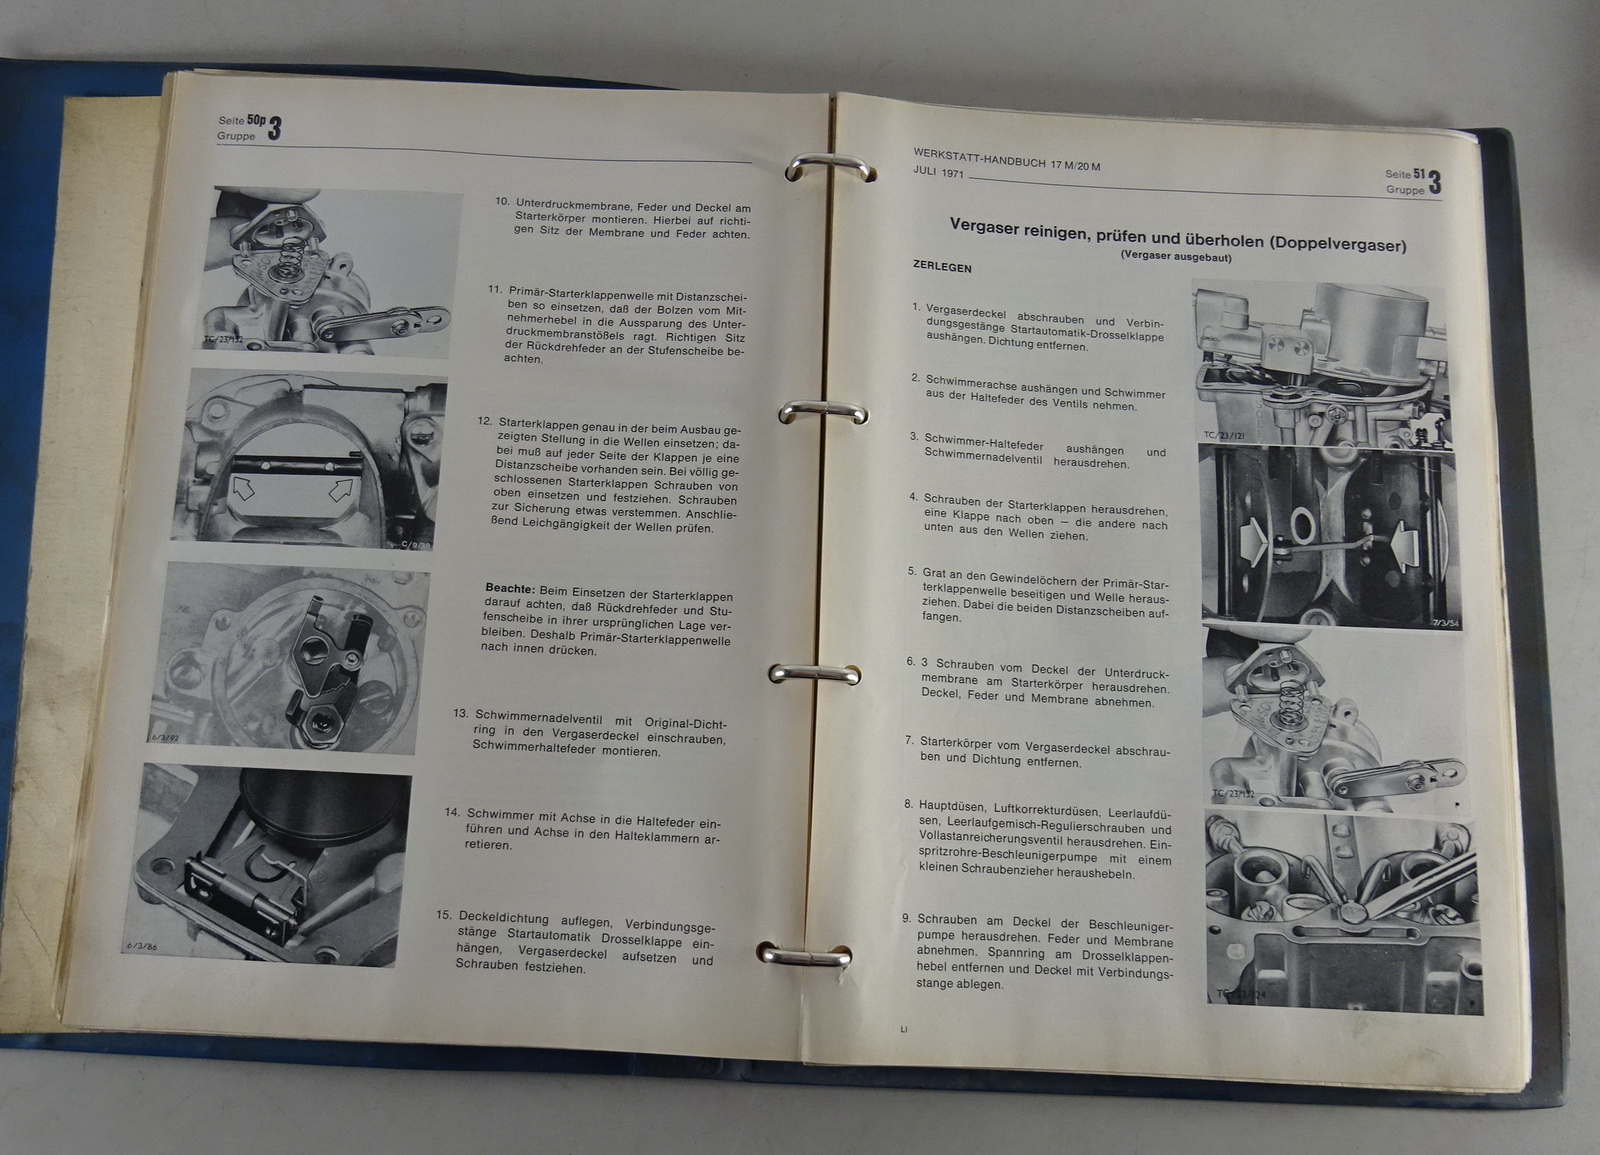 Seite 50p 3
Gruppe
TC/23/132
C/9/38
6/3/92
6/3/86
10. Unterdruckmembrane, Feder und Deckel am
Starterkörper montieren. Hierbei auf richti-
gen Sitz der Membrane und Feder achten.
11. Primär-Starterklappenwelle mit Distanzschei-
ben so einsetzen, daß der Bolzen vom Mit-
nehmerhebel in die Aussparung des Unter-
druckmembranstößels ragt. Richtigen Sitz
der Rückdrehfeder an der Stufenscheibe be-
achten.
12. Starterklappen genau in der beim Ausbau ge-
zeigten Stellung in die Wellen einsetzen; da-
bei muß auf jeder Seite der Klappen je eine
Distanzscheibe vorhanden sein. Bei völlig ge-
schlossenen Starterklappen Schrauben von
oben einsetzen und festziehen. Schrauben
zur Sicherung etwas verstemmen. Anschlie-
ßend Leichgängigkeit der Wellen prüfen.
Beachte: Beim Einsetzen der Starterklappen
darauf achten, daß Rückdrehfeder und Stu-
fenscheibe in ihrer ursprünglichen Lage ver-
bleiben. Deshalb Primär-Starterklappenwelle
nach innen drücken.
13. Schwimmernadelventil mit Original-Dicht-
ring in den Vergaserdeckel einschrauben,
Schwimmerhaltefeder montieren.
14. Schwimmer mit Achse in die Haltefeder ein-
führen und Achse in den Halteklammern ar-
retieren.
15. Deckeldichtung auflegen, Verbindungsge-
stänge Startautomatik Drosselklappe ein-
hängen, Vergaserdeckel aufsetzen und
Schrauben festziehen.
WERKSTATT-HANDBUCH 17 M/20 M
JULI 1971
Seite 51 3
Gruppe
Vergaser reinigen, prüfen und überholen (Doppelvergaser)
(Vergaser ausgebaut)
ZERLEGEN
1. Vergaserdeckel abschrauben und Verbin-
dungsgestänge Startautomatik-Drosselklappe
aushängen. Dichtung entfernen.
2. Schwimmerachse aushängen und Schwimmer
aus der Haltefeder des Ventils nehmen.
3. Schwimmer-Haltefeder aushängen und
Schwimmernadelventil herausdrehen.
4. Schrauben der Starterklappen herausdrehen,
eine Klappe nach oben — die andere nach
unten aus den Wellen ziehen.
5. Grat an den Gewindelöchern der Primär-Star-
terklappenwelle beseitigen und Welle heraus-
ziehen. Dabei die beiden Distanzscheiben auf-
fangen.
6. 3 Schrauben vom Deckel der Unterdruck-
membrane am Starterkörper herausdrehen.
Deckel, Feder und Membrane abnehmen.
7. Starterkörper vom Vergaserdeckel abschrau-
ben und Dichtung entfernen.
8. Hauptdüsen, Luftkorrekturdüsen, Leerlaufdü-
sen, Leerlaufgemisch-Regulierschrauben und
Vollastanreicherungsventil herausdrehen. Ein-
spritzrohre-Beschleunigerpumpe mit einem
kleinen Schraubenzieher heraushebeln.
9. Schrauben am Deckel der Beschleuniger-
pumpe herausdrehen. Feder und Membrane
abnehmen. Spannring am Drosselklappen-
hebel entfernen und Deckel mit Verbindungs-
stange ablegen.
TC/23/121
7/3/54
TC/23/132
Li